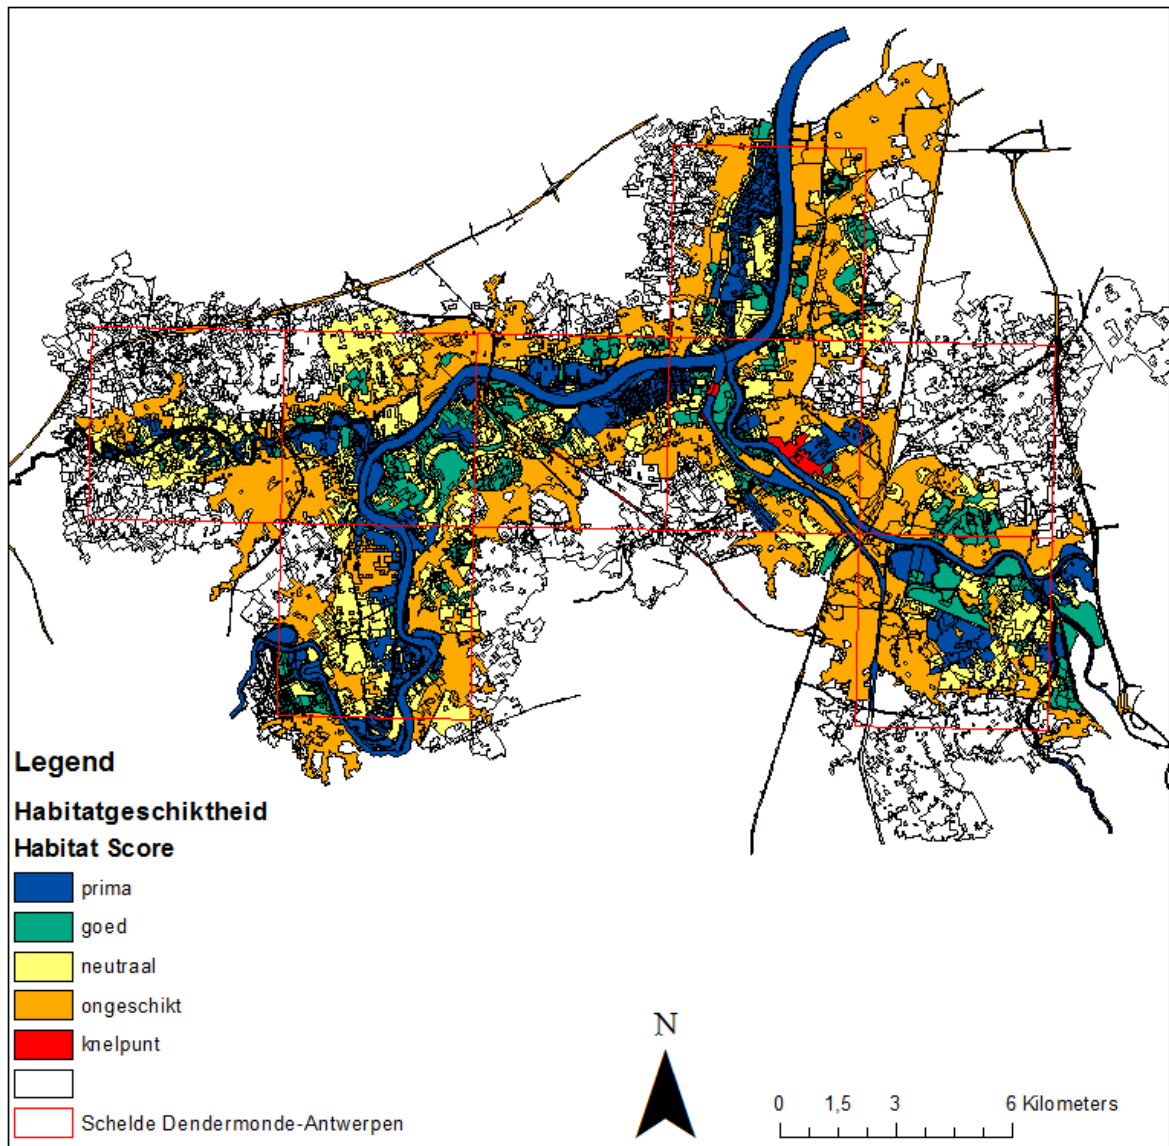 Legend
Habitatgeschiktheid
Habitat Score
prima
goed
neutraal
ongeschikt
knelpunt
Schelde Dendermonde-Antwerpen
N
0 1,5 3 6 Kilometers